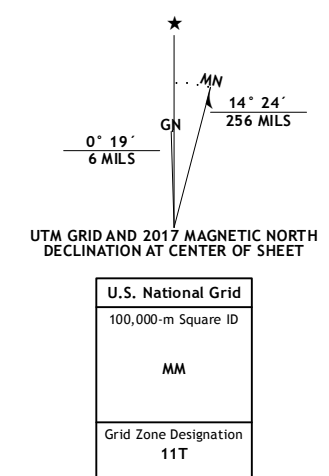 ★
MN
GN
14° 24´
256 MILS
0° 19´
6 MILS
UTM GRID AND 2017 MAGNETIC NORTH
DECLINATION AT CENTER OF SHEET
U.S. National Grid
100,000-m Square ID
MM
Grid Zone Designation
11T